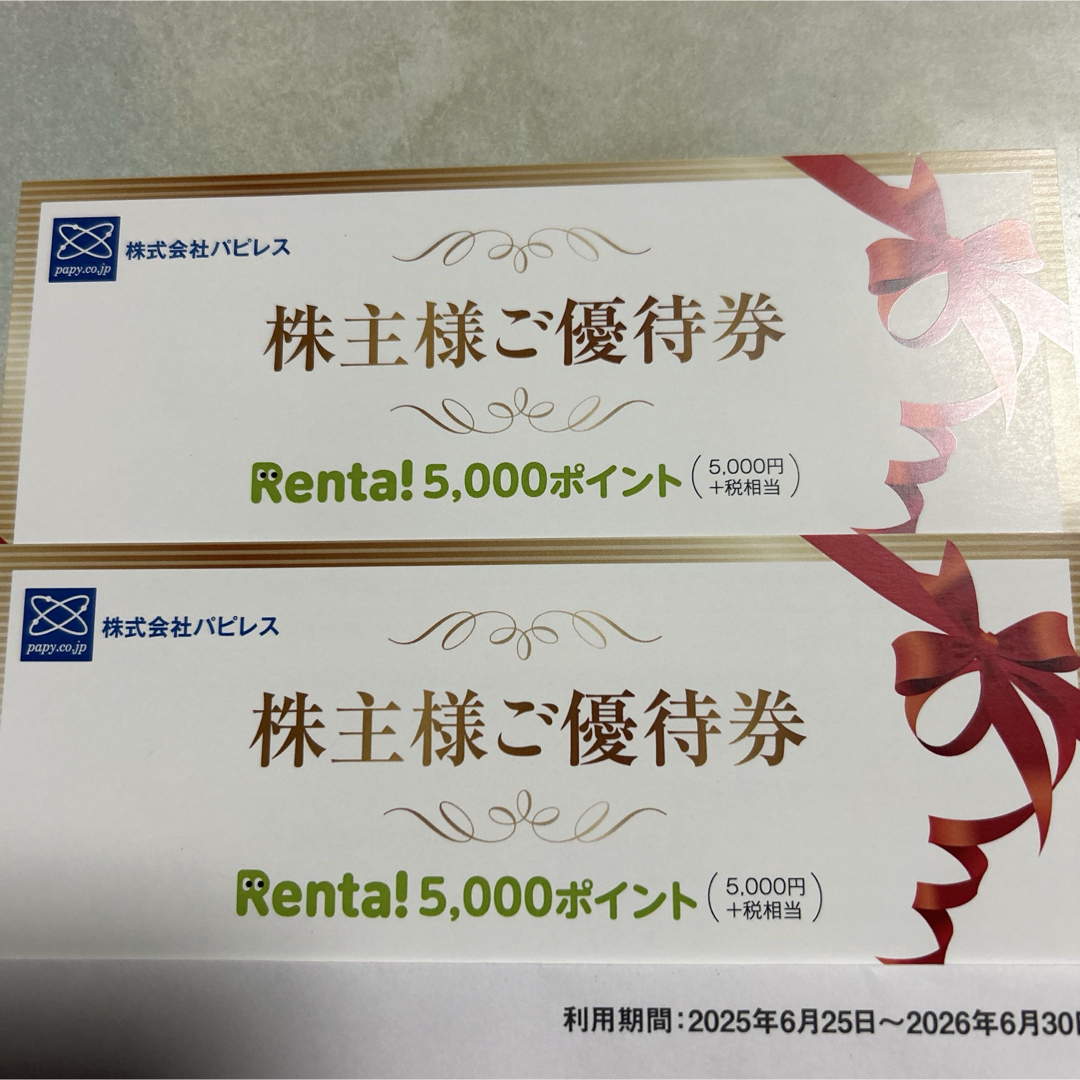 papy.co.jp
株式会社パピレス
株主様ご優待券
Renta! 5,000ポイント (5,000円
+税相当)
papy.co.jp
株式会社パピレス
株主様ご優待券
Renta! 5,000ポイント (5,000円
+税相当)
利用期間:2025年6月25日〜2026年6月30日